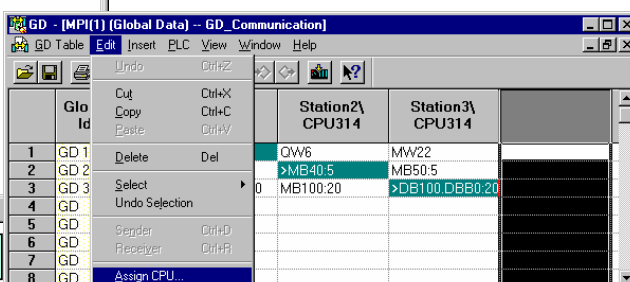 GD - [MPI(1) (Global Data) -- GD_Communication]
GD Table Edit Insert PLC View Window Help
Undo Ctrl+Z
Cut Ctrl+X
Copy Ctrl+C
Paste Ctrl+V
Delete Del
Select
Undo Selection
Sender Ctrl+D
Receiver Ctrl+R
Assign CPU...
Station2\ Station3\
CPU314 CPU314
1 GD 1 QW6 MW22
2 GD 2 >MB40:5 MB50:5
3 GD 3 0 MB100:20 >DB100.DBB0:20
4 GD
5 GD
6 GD
7 GD
8 GD